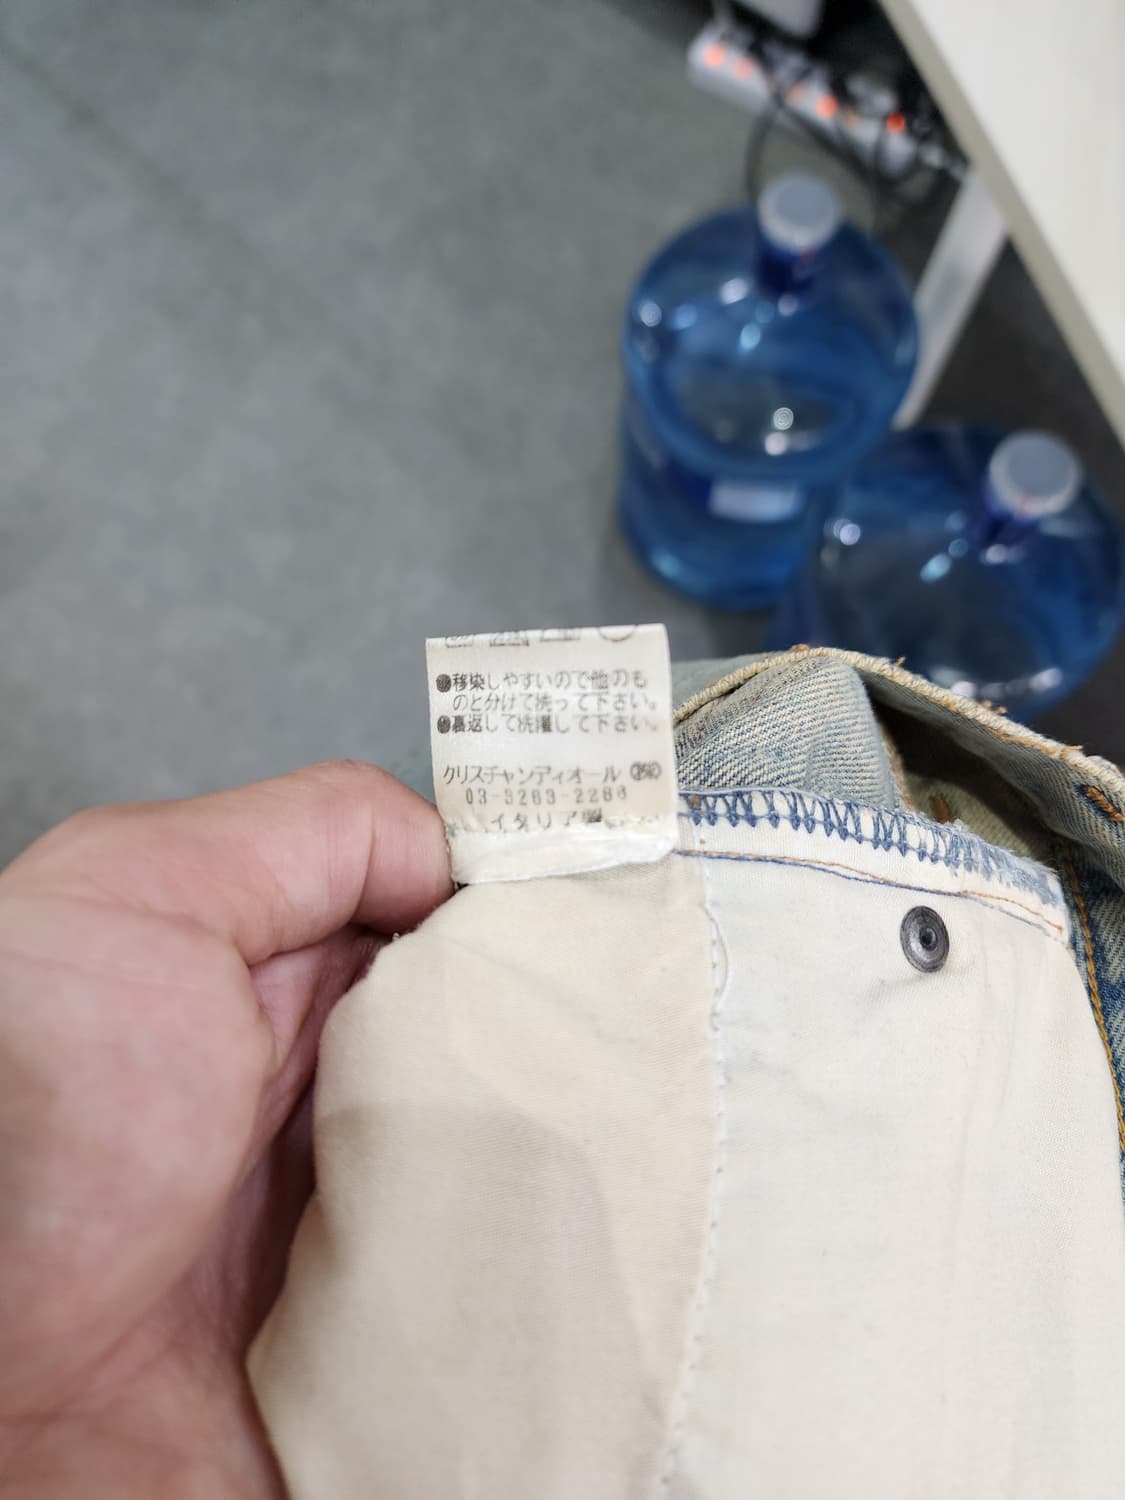 ●移染しやすいので他のも
のと分けて洗って下さい。
●裏返して洗濯して下さい。
クリスチャンディオール ㈱
03-3263-2266
イタリア製